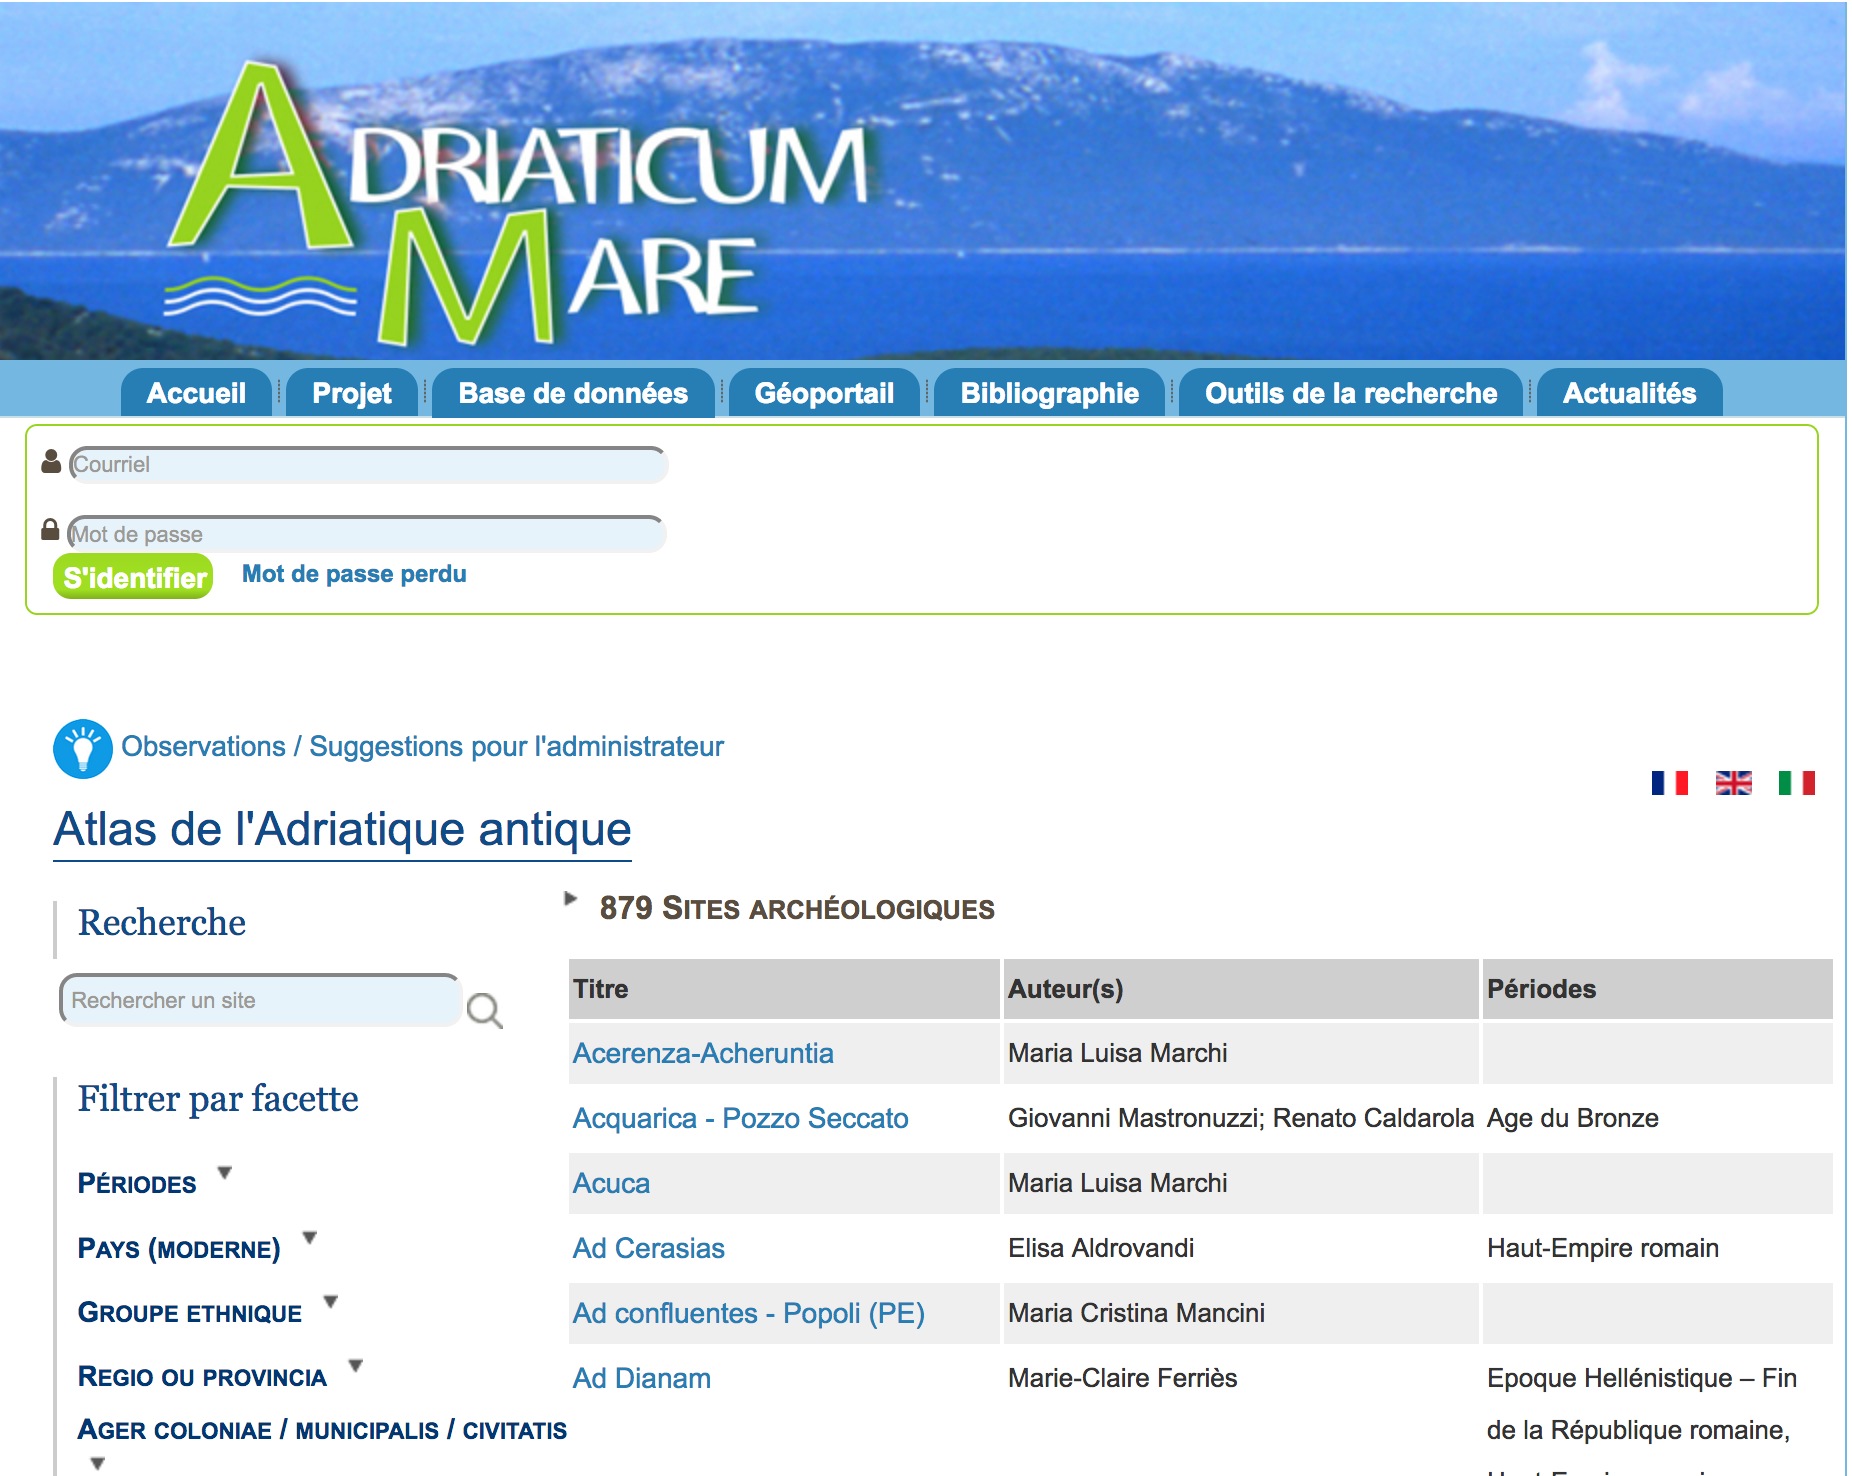 ADRIATICUM
MARE
Accueil Projet Base de données Géoportail Bibliographie Outils de la recherche Actualités
Courriel
Mot de passe
S'identifier Mot de passe perdu
Observations / Suggestions pour l'administrateur
Atlas de l'Adriatique antique
Recherche
Rechercher un site
Filtrer par facette
PÉRIODES
PAYS (MODERNE)
GROUPE ETHNIQUE
REGIO OU PROVINCIA
AGER COLONIAE / MUNICIPALIS / CIVITATIS
879 SITES ARCHÉOLOGIQUES
Titre Auteur(s) Périodes
Acerenza-Acheruntia Maria Luisa Marchi
Acquarica - Pozzo Seccato Giovanni Mastronuzzi; Renato Caldarola Age du Bronze
Acuca Maria Luisa Marchi
Ad Cerasias Elisa Aldrovandi Haut-Empire romain
Ad confluentes - Popoli (PE) Maria Cristina Mancini
Ad Dianam Marie-Claire Ferriès Epoque Hellénistique – Fin
de la République romaine,